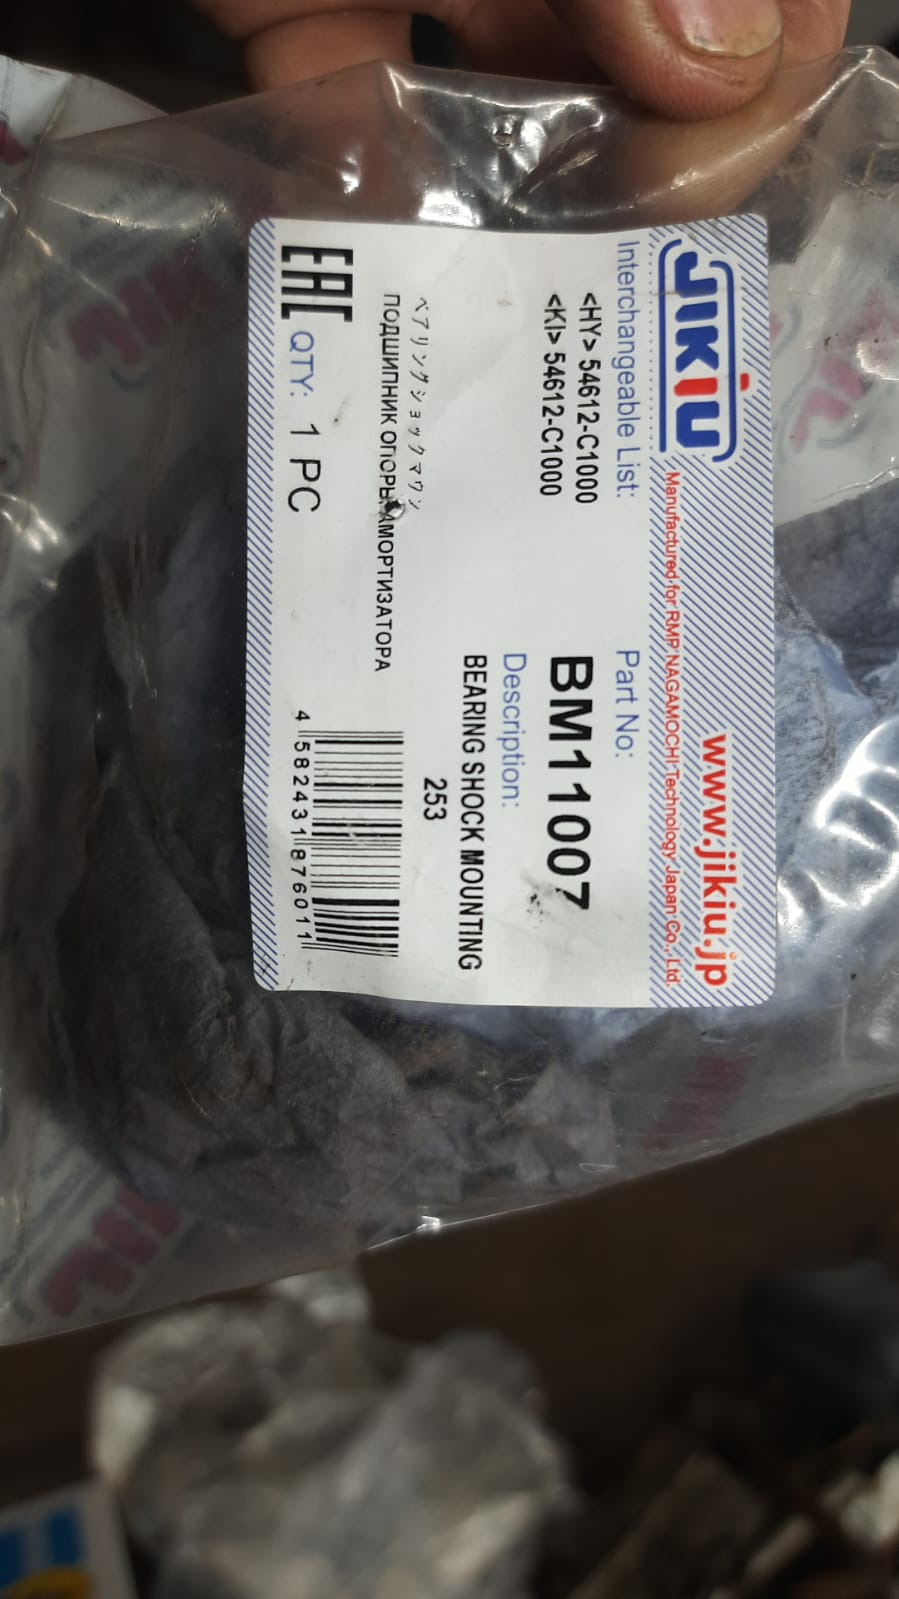 JIKIU
www.jikiu.jp
Manufactured for RMP NAGAMOCHI Technology Japan Co., Ltd.
Interchangeable List:
<HY> 54612-C1000
<KI> 54612-C1000
Part No:
BM11007
Description:
BEARING SHOCK MOUNTING
253
ベアリングショックマウン
ПОДШИПНИК ОПОРЫ АМОРТИЗАТОРА
EAC QTY: 1 PC
4 582431 876011